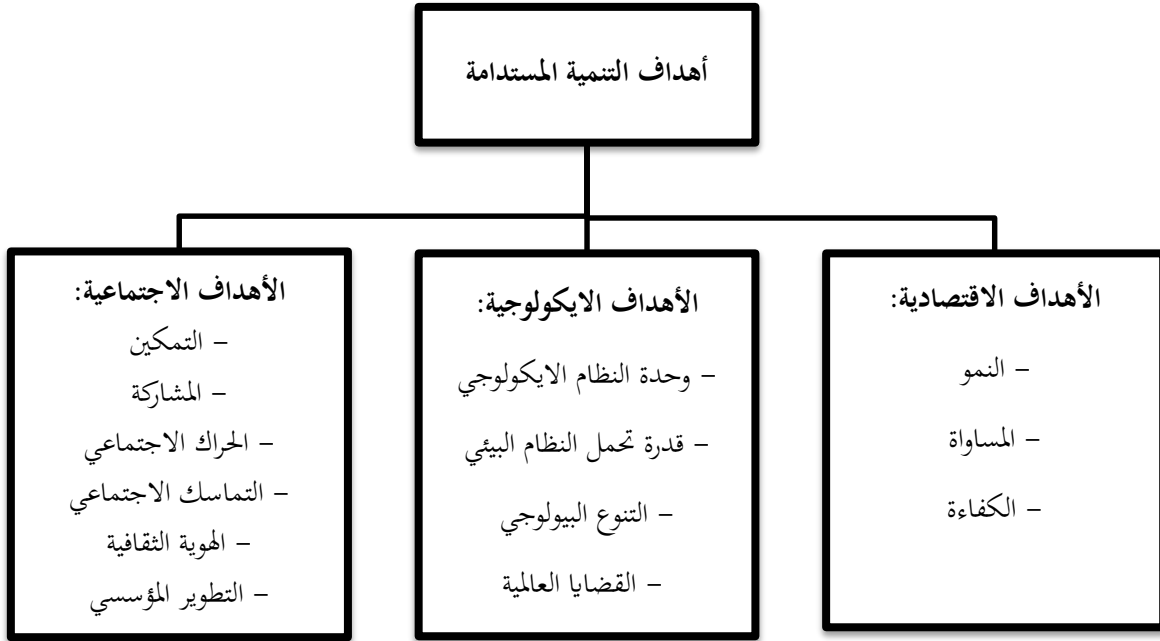 أهداف التنمية المستدامة
الأهداف الاقتصادية:
– النمو
– المساواة
– الكفاءة
الأهداف الايكولوجية:
– وحدة النظام الايكولوجي
– قدرة تحمل النظام البيئي
– التنوع البيولوجي
– القضايا العالمية
الأهداف الاجتماعية:
– التمكين
– المشاركة
– الحراك الاجتماعي
– التماسك الاجتماعي
– الهوية الثقافية
– التطوير المؤسسي